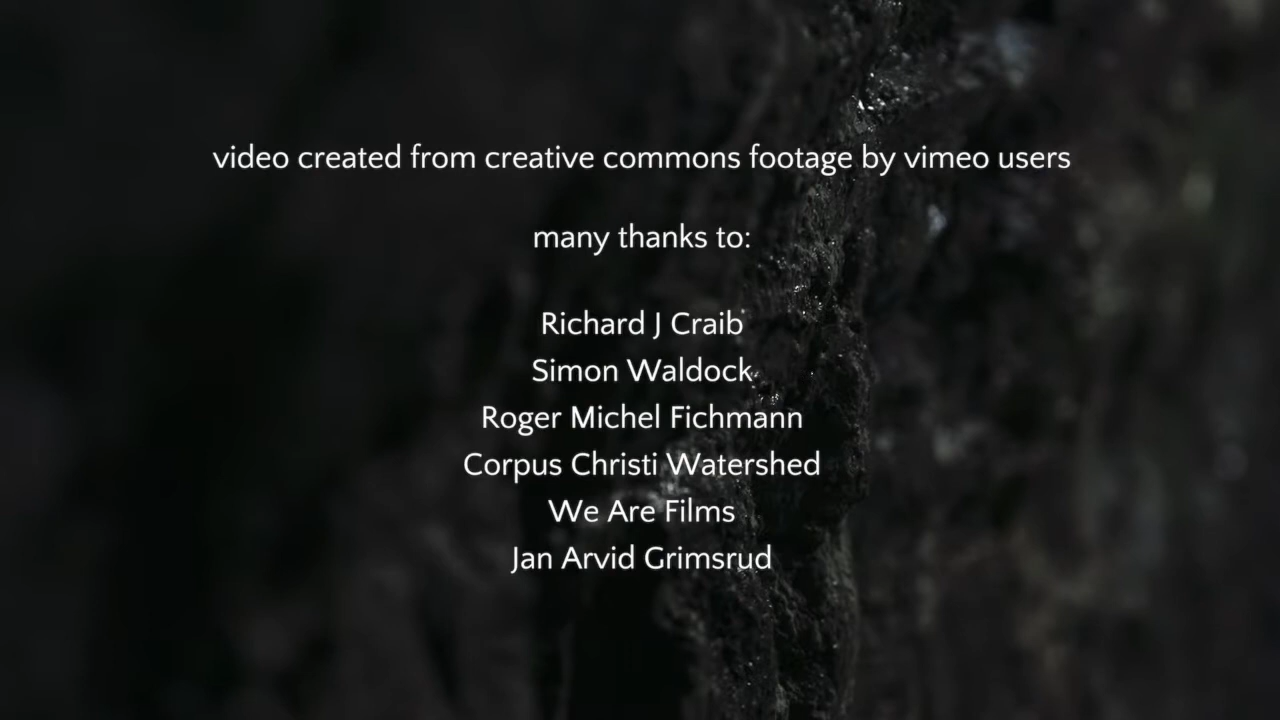 video created from creative commons footage by vimeo users
many thanks to:
Richard J Craib
Simon Waldock
Roger Michel Fichmann
Corpus Christi Watershed
We Are Films
Jan Arvid Grimsrud